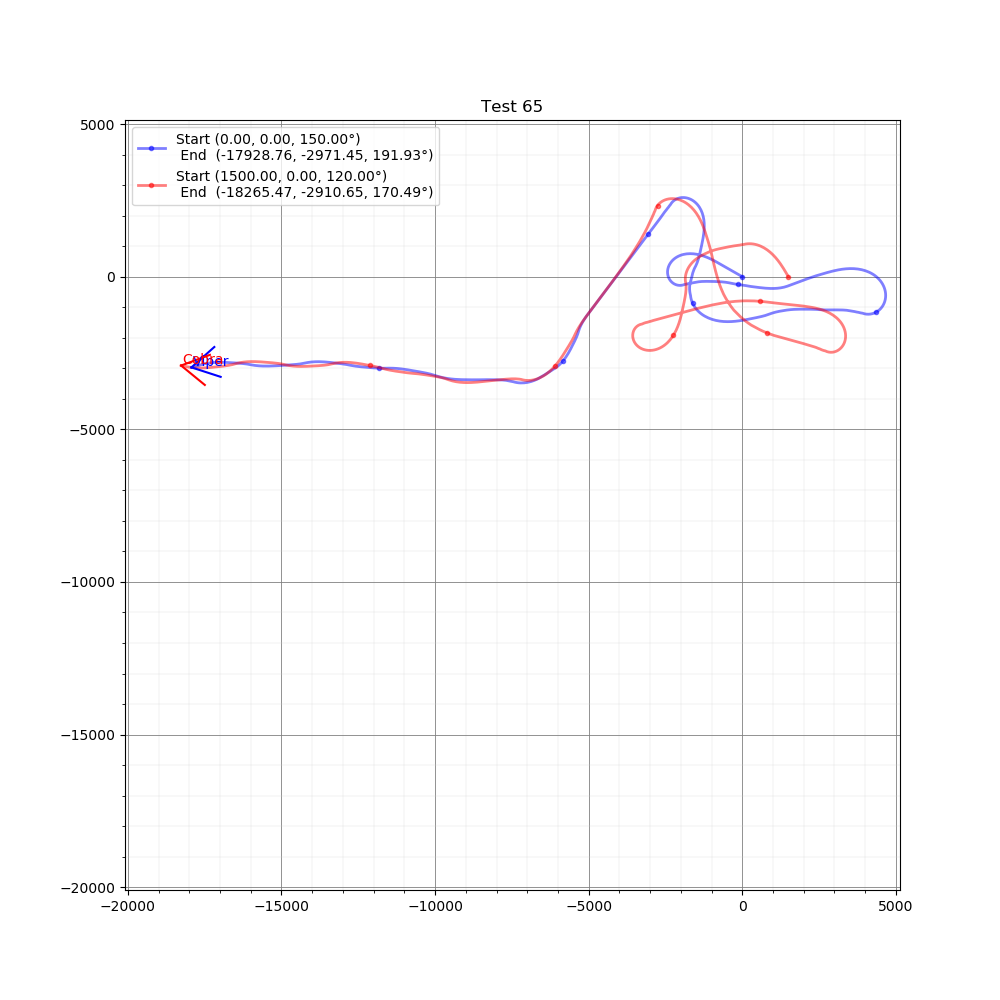 Test 65
Start (0.00, 0.00, 150.00°)
End (-17928.76, -2971.45, 191.93°)
Start (1500.00, 0.00, 120.00°)
End (-18265.47, -2910.65, 170.49°)
5000
0
−5000
−10000
−15000
−20000
−20000 −15000 −10000 −5000 0 5000